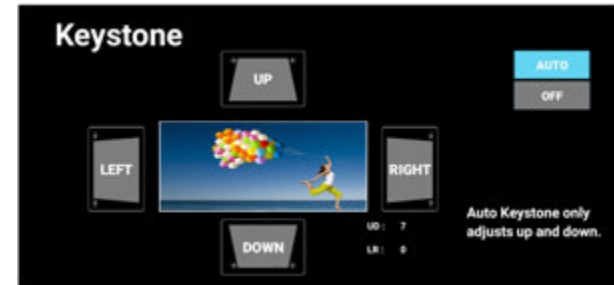 Keystone
UP
AUTO
OFF
LEFT
RIGHT
DOWN
UD : 7
LR : 0
Auto Keystone only
adjusts up and down.